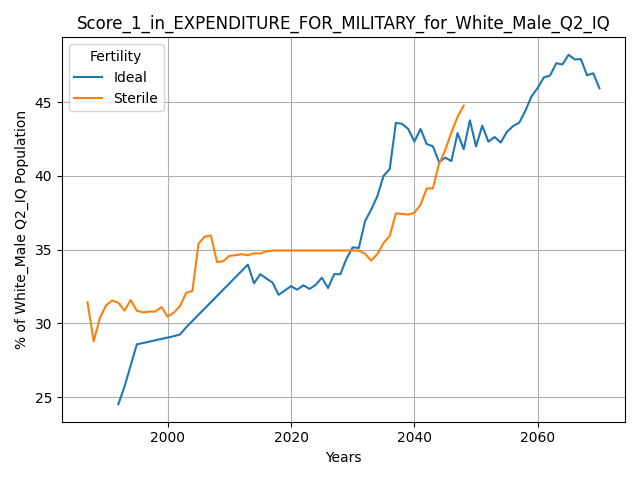 Score_1_in_EXPENDITURE_FOR_MILITARY_for_White_Male_Q2_IQ
Fertility
Ideal
Sterile
% of White_Male Q2_IQ Population
45
40
35
30
25
2000
2020
2040
2060
Years